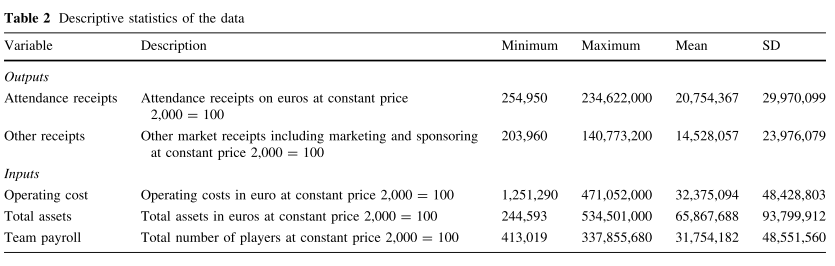 Table 2 Descriptive statistics of the data
Variable Description Minimum Maximum Mean SD
Outputs
Attendance receipts Attendance receipts on euros at constant price 254,950 234,622,000 20,754,367 29,970,099
2,000 = 100
Other receipts Other market receipts including marketing and sponsoring 203,960 140,773,200 14,528,057 23,976,079
at constant price 2,000 = 100
Inputs
Operating cost Operating costs in euro at constant price 2,000 = 100 1,251,290 471,052,000 32,375,094 48,428,803
Total assets Total assets in euros at constant price 2,000 = 100 244,593 534,501,000 65,867,688 93,799,912
Team payroll Total number of players at constant price 2,000 = 100 413,019 337,855,680 31,754,182 48,551,560